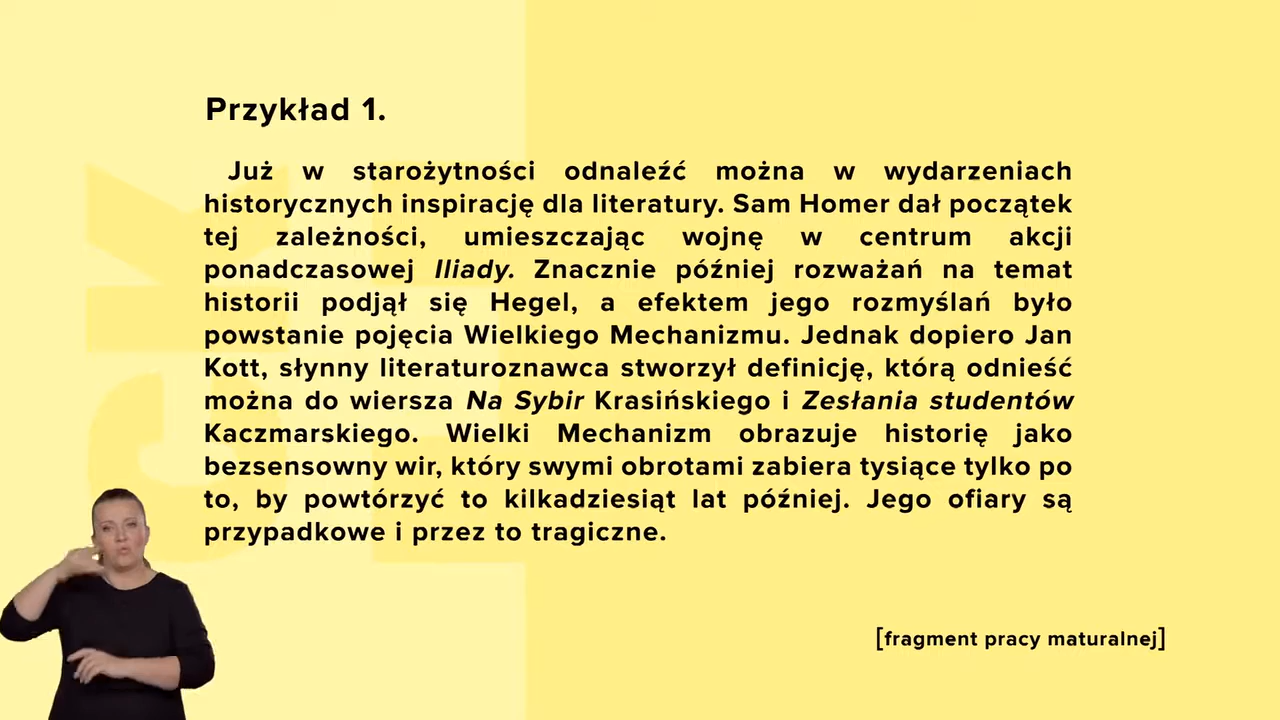 Przykład 1.
Już w starożytności odnaleźć można w wydarzeniach
historycznych inspirację dla literatury. Sam Homer dał początek
tej zależności, umieszczając wojnę w centrum akcji
ponadczasowej Iliady. Znacznie później rozważań na temat
historii podjął się Hegel, a efektem jego rozmyślań było
powstanie pojęcia Wielkiego Mechanizmu. Jednak dopiero Jan
Kott, słynny literaturoznawca stworzył definicję, którą odnieść
można do wiersza Na Sybir Krasińskiego i Zesłania studentów
Kaczmarskiego. Wielki Mechanizm obrazuje historię jako
bezsensowny wir, który swymi obrotami zabiera tysiące tylko po
to, by powtórzyć to kilkadziesiąt lat później. Jego ofiary są
przypadkowe i przez to tragiczne.
[fragment pracy maturalnej]